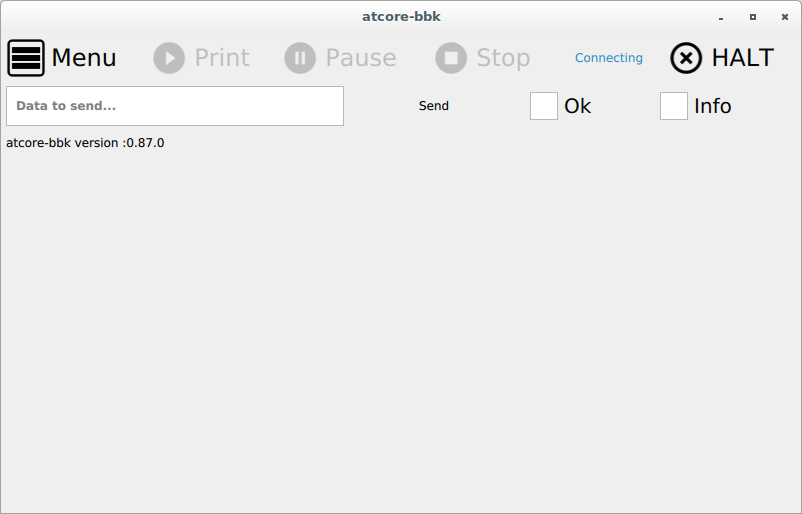 atcore-bbk
Menu Print Pause Stop Connecting HALT
Data to send... Send Ok Info
atcore-bbk version :0.87.0